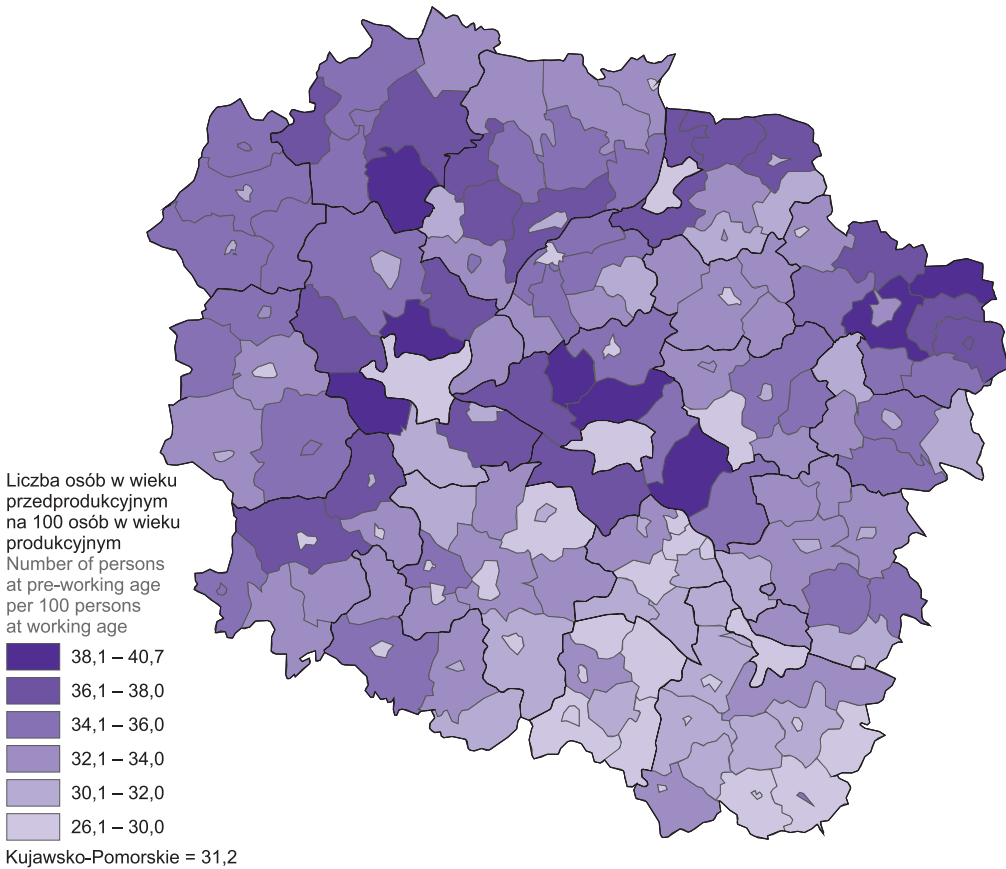 Liczba osób w wieku
przedprodukcyjnym
na 100 osób w wieku
produkcyjnym
Number of persons
at pre-working age
per 100 persons
at working age
38,1 – 40,7
36,1 – 38,0
34,1 – 36,0
32,1 – 34,0
30,1 – 32,0
26,1 – 30,0
Kujawsko-Pomorskie = 31,2